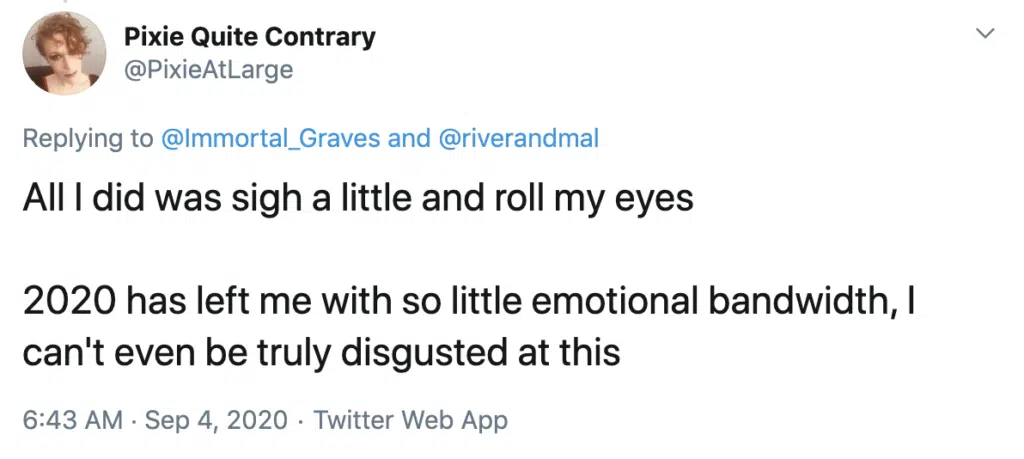 Pixie Quite Contrary
@PixieAtLarge
Replying to @Immortal_Graves and @riverandmal
All I did was sigh a little and roll my eyes
2020 has left me with so little emotional bandwidth, I
can't even be truly disgusted at this
6:43 AM · Sep 4, 2020 · Twitter Web App